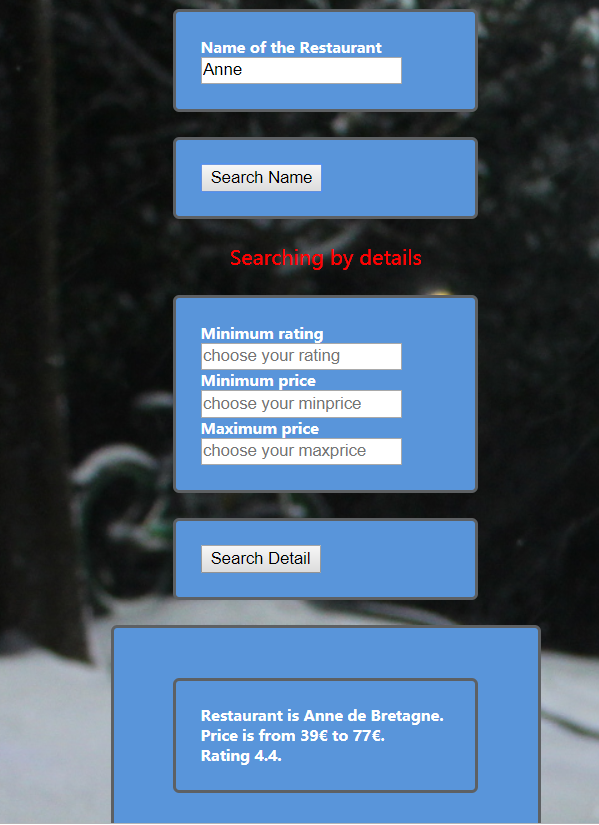 Name of the Restaurant
Anne
Search Name
Searching by details
Minimum rating
choose your rating
Minimum price
choose your minprice
Maximum price
choose your maxprice
Search Detail
Restaurant is Anne de Bretagne.
Price is from 39€ to 77€.
Rating 4.4.